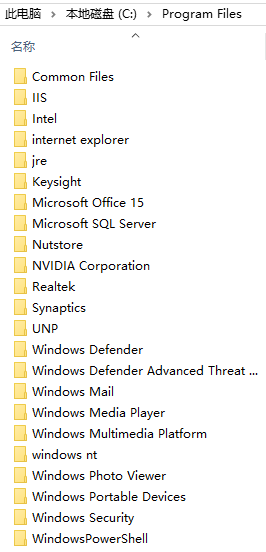 此电脑 > 本地磁盘 (C:) > Program Files
名称
Common Files
IIS
Intel
internet explorer
jre
Keysight
Microsoft Office 15
Microsoft SQL Server
Nutstore
NVIDIA Corporation
Realtek
Synaptics
UNP
Windows Defender
Windows Defender Advanced Threat ...
Windows Mail
Windows Media Player
Windows Multimedia Platform
windows nt
Windows Photo Viewer
Windows Portable Devices
Windows Security
WindowsPowerShell